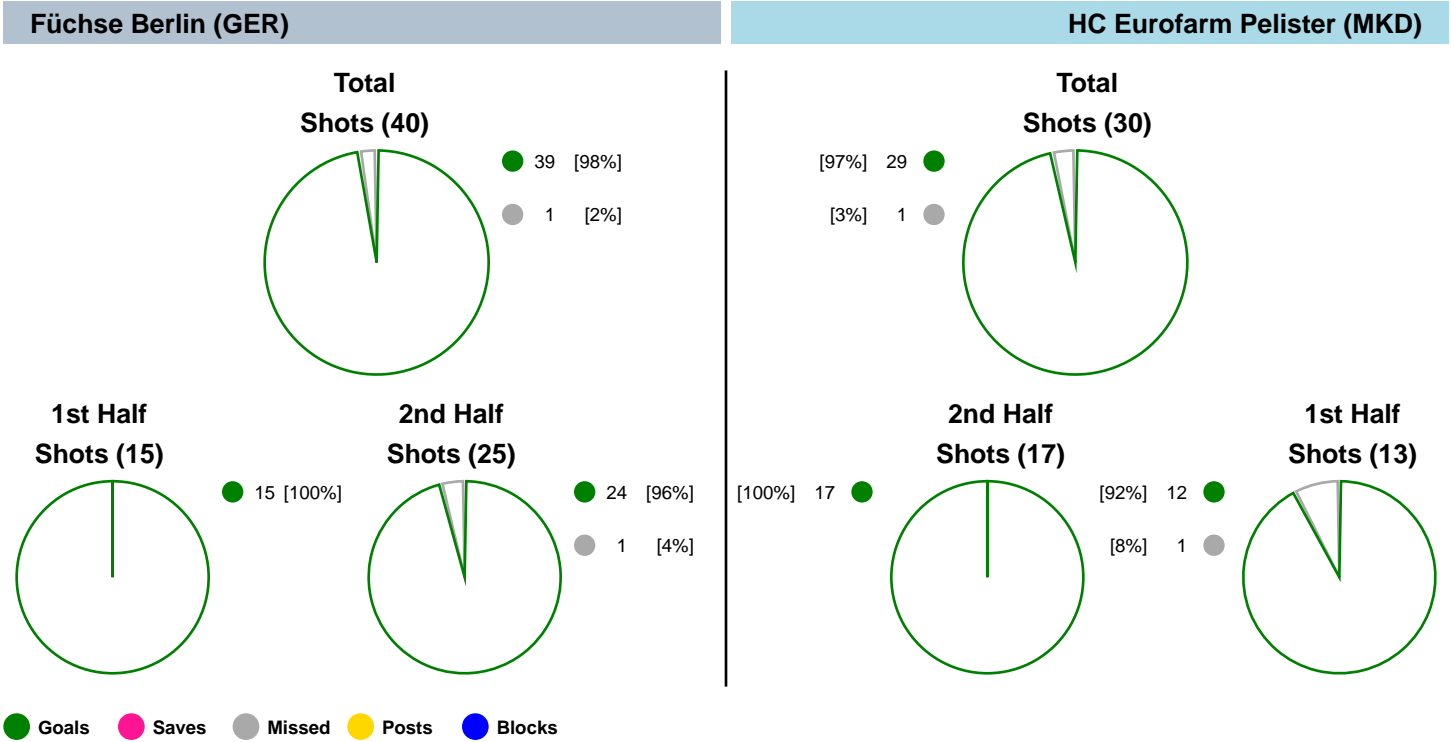 Füchse Berlin (GER)
HC Eurofarm Pelister (MKD)
Total
Shots (40)
39 [98%]
1 [2%]
1st Half
Shots (15)
15 [100%]
2nd Half
Shots (25)
24 [96%]
1 [4%]
Total
Shots (30)
[97%] 29
[3%] 1
2nd Half
Shots (17)
[100%] 17
1st Half
Shots (13)
[92%] 12
[8%] 1
Goals Saves Missed Posts Blocks